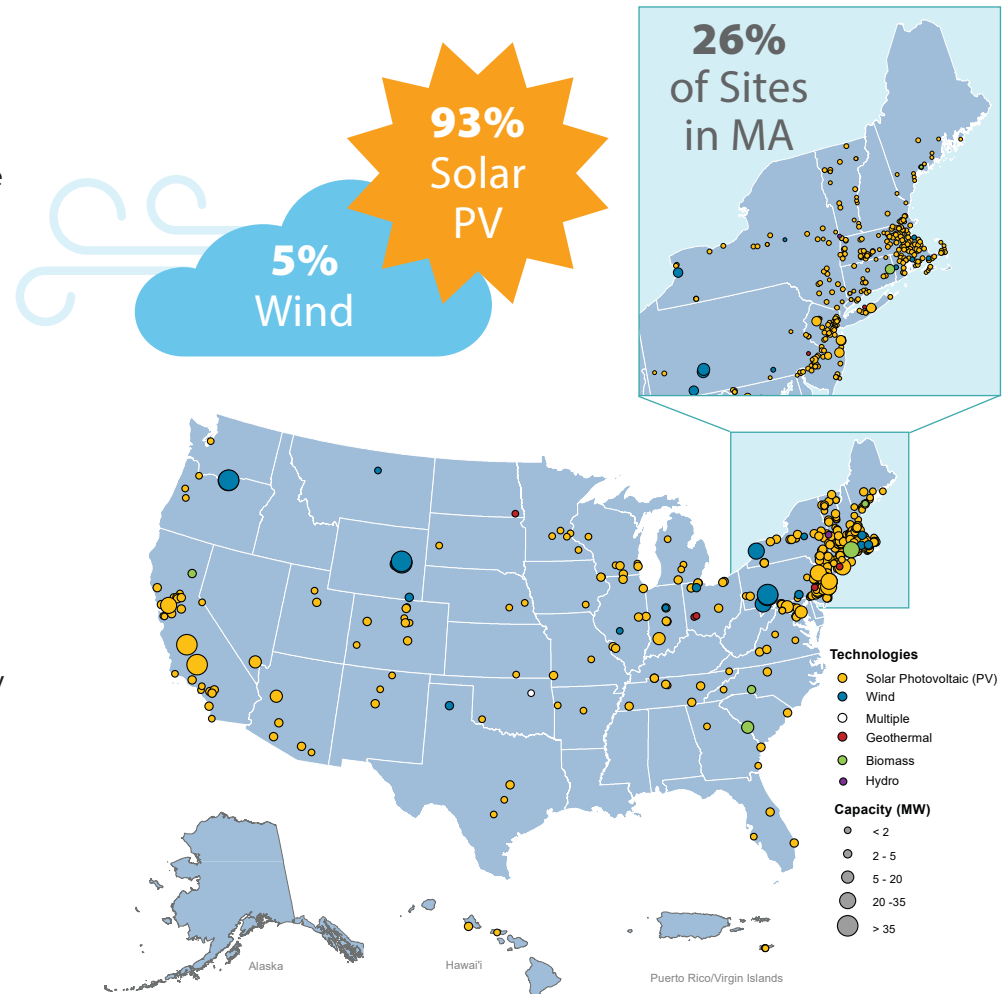 26%
of Sites
in MA
93%
Solar
PV
5%
Wind
e
y
Technologies
Solar Photovoltaic (PV)
Wind
Multiple
Geothermal
Biomass
Hydro
Capacity (MW)
< 2
2 - 5
5 - 20
20 -35
> 35
Alaska
Hawai'i
Puerto Rico/Virgin Islands